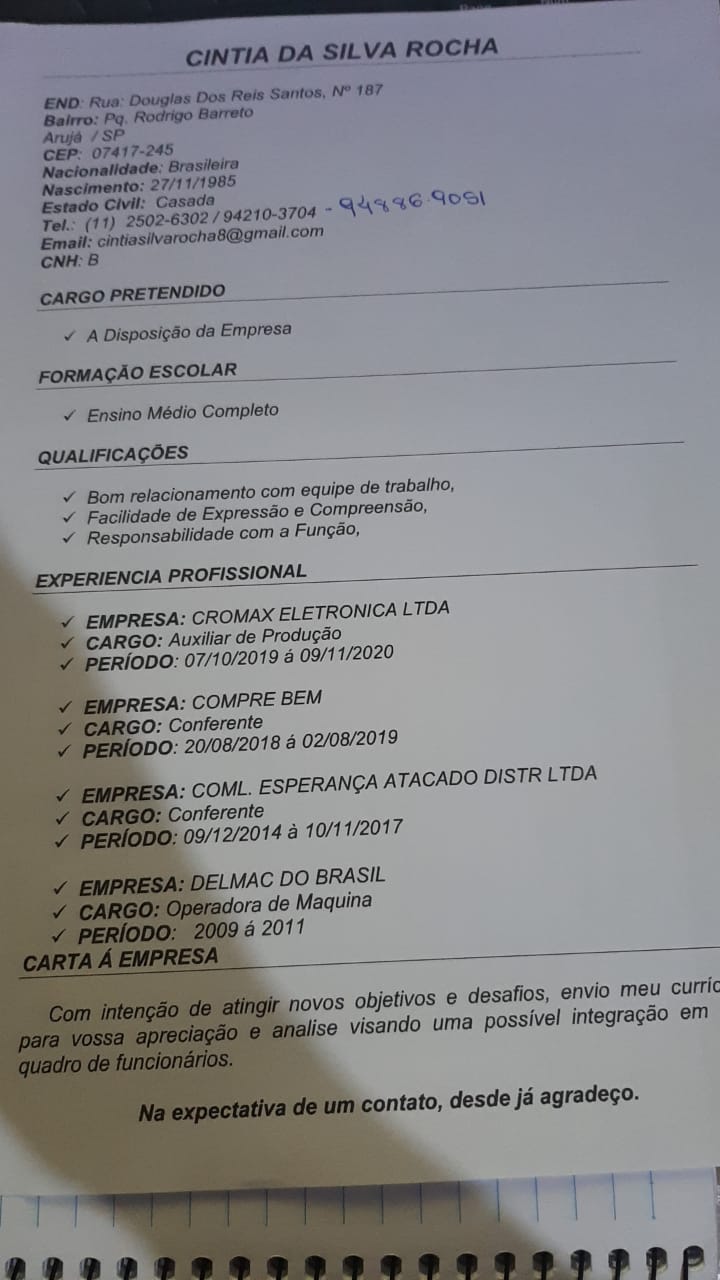 CINTIA DA SILVA ROCHA
END: Rua: Douglas Dos Reis Santos, Nº 187
Bairro: Pq. Rodrigo Barreto
Arujá / SP
CEP: 07417-245
Nacionalidade: Brasileira
Nascimento: 27/11/1985
Estado Civil: Casada
Tel.: (11) 2502-6302 / 94210-3704 - 94886.9051
Email: cintiasilvarocha8@gmail.com
CNH: B
CARGO PRETENDIDO
✓ A Disposição da Empresa
FORMAÇÃO ESCOLAR
✓ Ensino Médio Completo
QUALIFICAÇÕES
✓ Bom relacionamento com equipe de trabalho,
✓ Facilidade de Expressão e Compreensão,
✓ Responsabilidade com a Função,
EXPERIENCIA PROFISSIONAL
✓ EMPRESA: CROMAX ELETRONICA LTDA
✓ CARGO: Auxiliar de Produção
✓ PERÍODO: 07/10/2019 á 09/11/2020
✓ EMPRESA: COMPRE BEM
✓ CARGO: Conferente
✓ PERÍODO: 20/08/2018 á 02/08/2019
✓ EMPRESA: COML. ESPERANÇA ATACADO DISTR LTDA
✓ CARGO: Conferente
✓ PERÍODO: 09/12/2014 à 10/11/2017
✓ EMPRESA: DELMAC DO BRASIL
✓ CARGO: Operadora de Maquina
✓ PERÍODO: 2009 á 2011
CARTA Á EMPRESA
Com intenção de atingir novos objetivos e desafios, envio meu curríc
para vossa apreciação e analise visando uma possível integração em
quadro de funcionários.
Na expectativa de um contato, desde já agradeço.